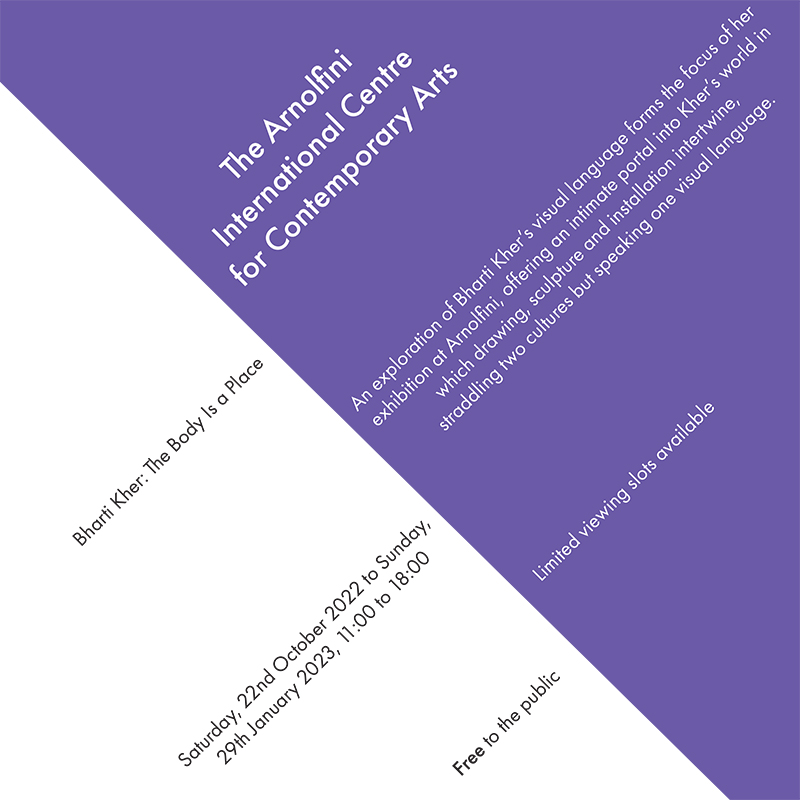 The Arnolfini
International Centre
for Contemporary Arts
An exploration of Bharti Kher's visual language forms the focus of her
exhibition at Arnolfini, offering an intimate portal into Kher's world in
which drawing, sculpture and installation intertwine,
straddling two cultures but speaking one visual language.
Bharti Kher: The Body Is a Place
Limited viewing slots available
Saturday, 22nd October 2022 to Sunday,
29th January 2023, 11:00 to 18:00
Free to the public